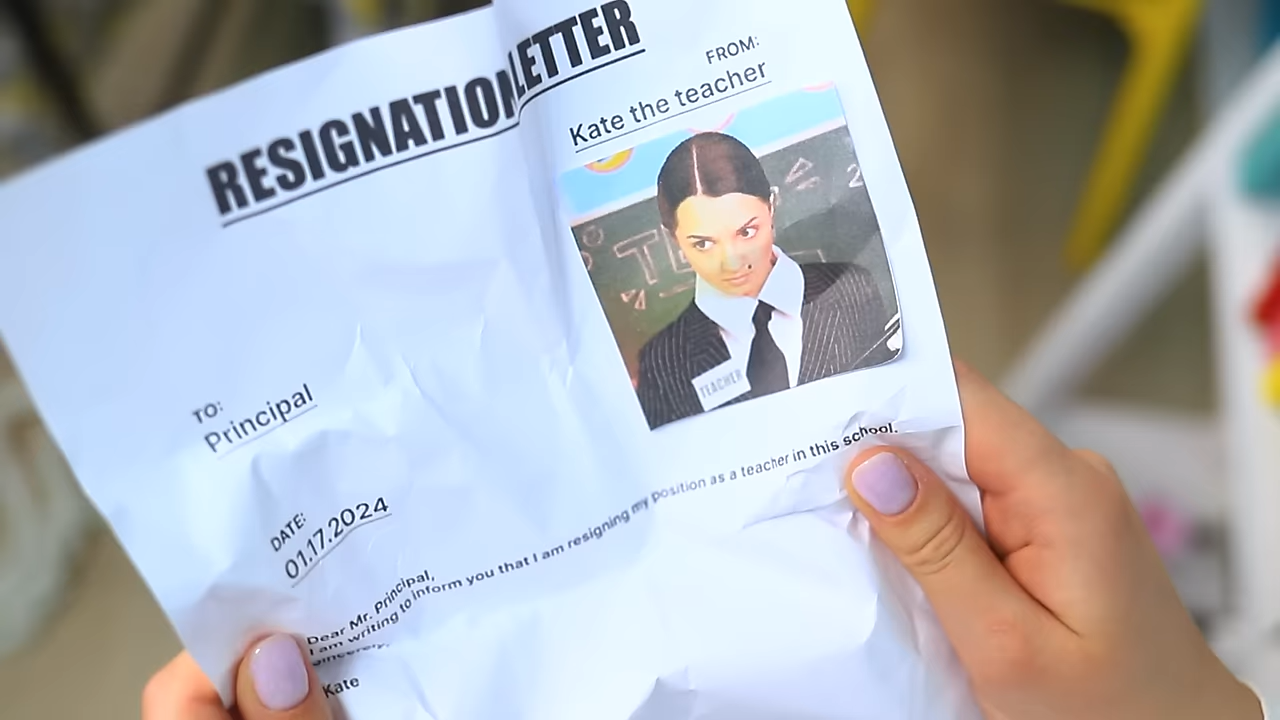 RESIGNATION LETTER
FROM:
Kate the teacher
TEACHER
TO:
Principal
DATE:
01.17.2024
Dear Mr. Principal,
I am writing to inform you that I am resigning my position as a teacher in this school.
sincerely,
Kate